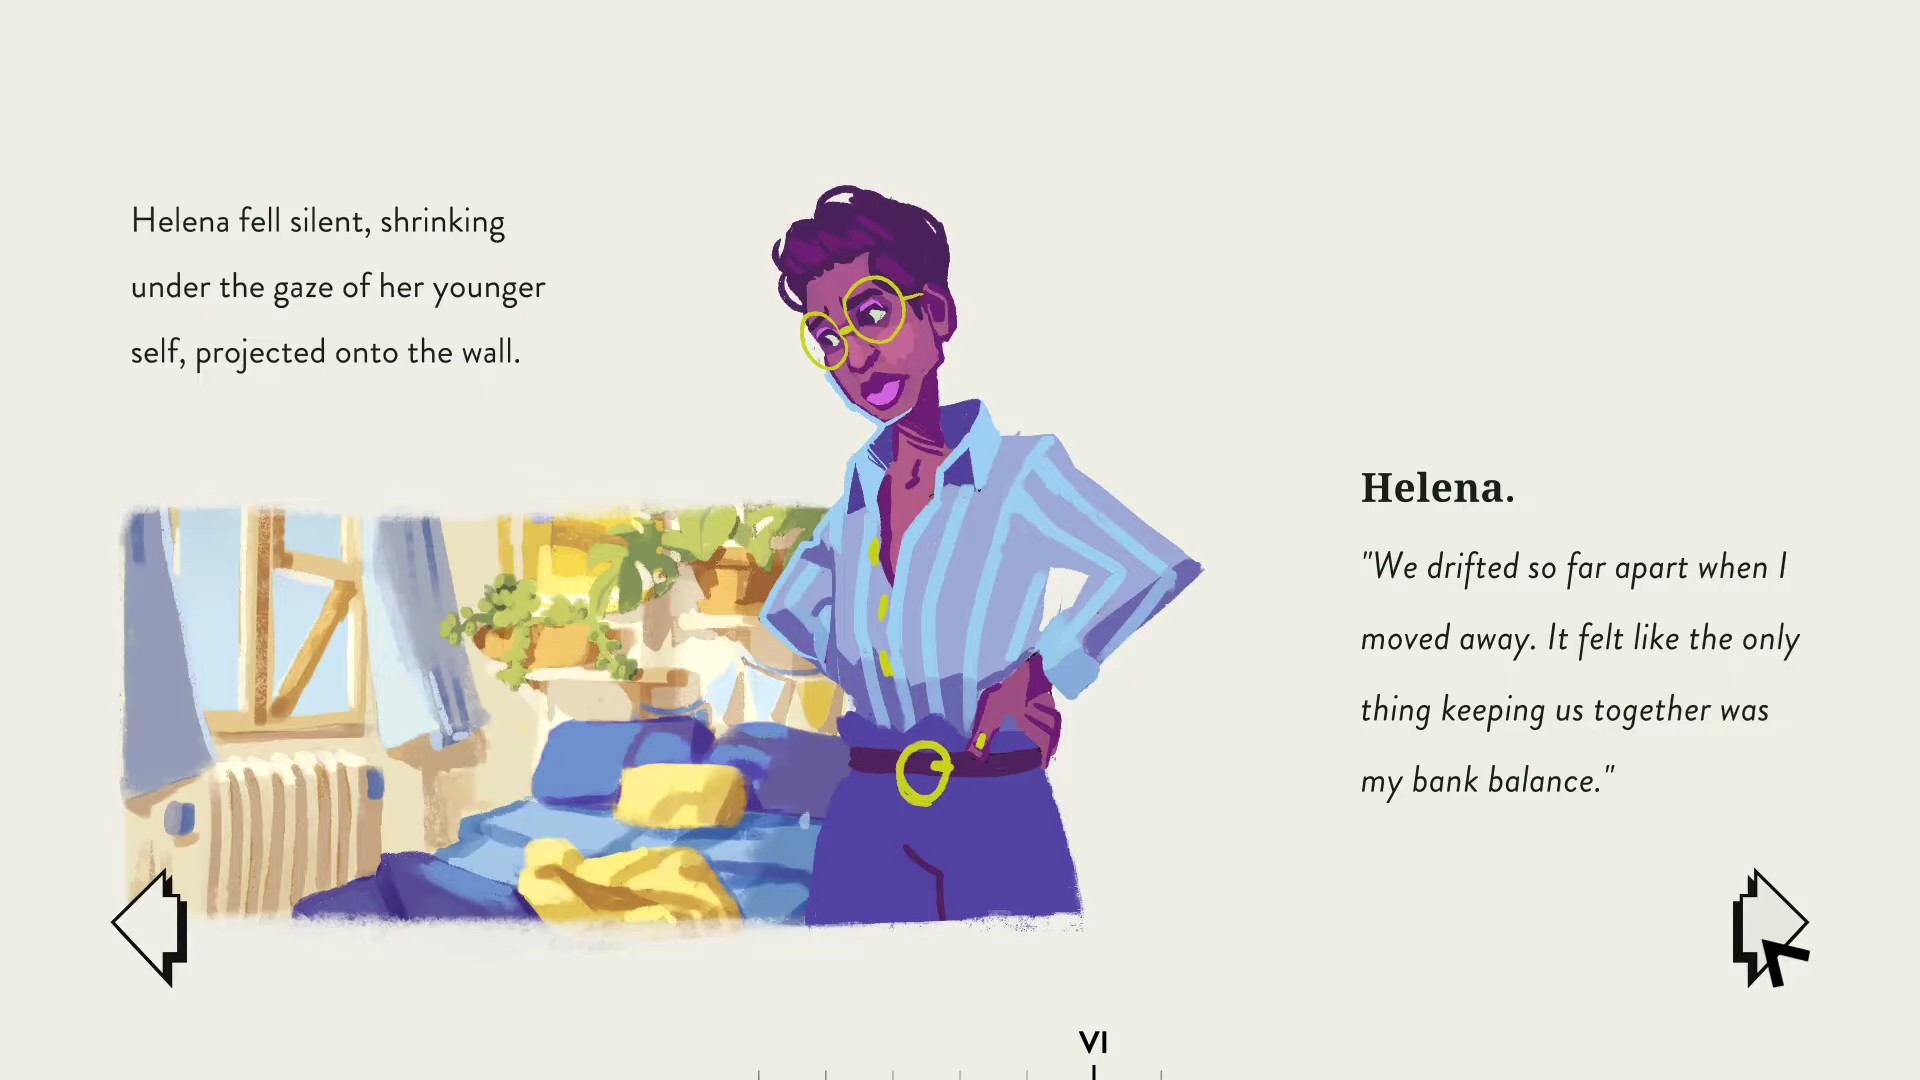 Helena fell silent, shrinking
under the gaze of her younger
self, projected onto the wall.
Helena.
"We drifted so far apart when I
moved away. It felt like the only
thing keeping us together was
my bank balance."
VI